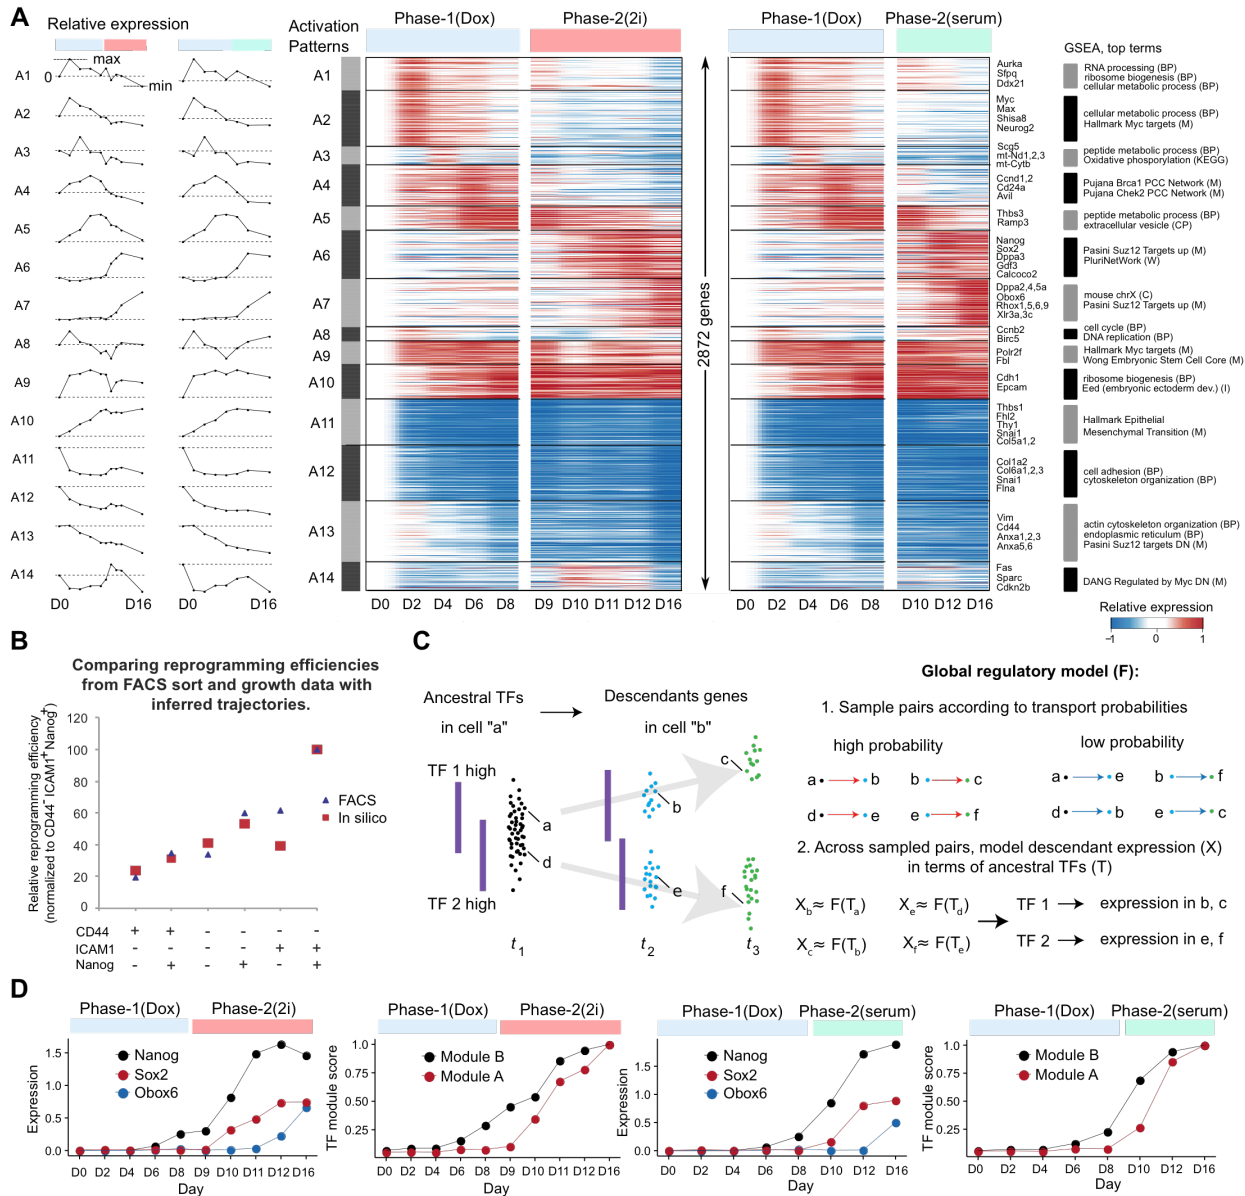 A
Relative expression
max
0
min
A1
A2
A3
A4
A5
A6
A7
A8
A9
A10
A11
A12
A13
A14
D0
D16
D0
D16
Activation
Patterns
Phase-1(Dox)
Phase-2(2i)
Phase-1(Dox)
Phase-2(serum)
A1
A2
A3
A4
A5
A6
A7
A8
A9
A10
A11
A12
A13
A14
D0 D2 D4 D6 D8
D9 D10 D11 D12 D16
2872 genes
D0 D2 D4 D6 D8
D10 D12 D16
Aurka
Sfpq
Ddx21
Myc
Max
Shisa8
Neurog2
Scg5
mt-Nd1,2,3
mt-Cytb
Ccnd1,2
Cd24a
Avil
Thbs3
Ramp3
Nanog
Sox2
Dppa3
Gdf3
Calcoco2
Dppa2,4,5a
Obox6
Rhox1,5,6,9
Xlr3a,3c
Ccnb2
Birc5
Polr2f
Fbl
Cdh1
Epcam
Thbs1
Fhl2
Thy1
Snai1
Col5a1,2
Col1a2
Col6a1,2,3
Snai1
Flna
Vim
Cd44
Anxa1,2,3
Anxa5,6
Fas
Sparc
Cdkn2b
GSEA, top terms
RNA processing (BP)
ribosome biogenesis (BP)
cellular metabolic process (BP)
cellular metabolic process (BP)
Hallmark Myc targets (M)
peptide metabolic process (BP)
Oxidative phosporylation (KEGG)
Pujana Brca1 PCC Network (M)
Pujana Chek2 PCC Network (M)
peptide metabolic process (BP)
extracellular vesicle (CP)
Pasini Suz12 Targets up (M)
PluriNetWork (W)
mouse chrX (C)
Pasini Suz12 Targets up (M)
cell cycle (BP)
DNA replication (BP)
Hallmark Myc targets (M)
Wong Embryonic Stem Cell Core (M)
ribosome biogenesis (BP)
Eed (embryonic ectoderm dev.) (I)
Hallmark Epithelial
Mesenchymal Transition (M)
cell adhesion (BP)
cytoskeleton organization (BP)
actin cytoskeleton organization (BP)
endoplasmic reticulum (BP)
Pasini Suz12 targets DN (M)
DANG Regulated by Myc DN (M)
Relative expression
-1 0 1
B
Comparing reprogramming efficiencies
from FACS sort and growth data with
inferred trajectories.
Relative reprogramming efficiency
(normalized to CD44- ICAM1+ Nanog+)
120
100
80
60
40
20
0
FACS
In silico
CD44 + + - - - -
ICAM1 - - - - + +
Nanog - + - + - +
C
Ancestral TFs
in cell "a"
Descendants genes
in cell "b"
TF 1 high
TF 2 high
a
d
b
e
c
f
t1
t2
t3
Global regulatory model (F):
1. Sample pairs according to transport probabilities
high probability
low probability
a b
b c
a e
b f
d e
e f
d b
e c
2. Across sampled pairs, model descendant expression (X)
in terms of ancestral TFs (T)
Xb≈ F(Ta)
Xe≈ F(Td)
Xc≈ F(Tb)
Xf≈ F(Te)
TF 1 → expression in b, c
TF 2 → expression in e, f
D
Phase-1(Dox)
Phase-2(2i)
Expression
1.5
1.0
0.5
0.0
Nanog
Sox2
Obox6
D0 D2 D4 D6 D8 D9 D10 D11 D12 D16
Day
Phase-1(Dox)
Phase-2(2i)
TF module score
1.00
0.75
0.50
0.25
Module B
Module A
D0 D2 D4 D6 D8 D9 D10 D11 D12 D16
Day
Phase-1(Dox)
Phase-2(serum)
Expression
1.5
1.0
0.5
0.0
Nanog
Sox2
Obox6
D0 D2 D4 D6 D8 D10 D12 D16
Day
Phase-1(Dox)
Phase-2(serum)
TF module score
1.00
0.75
0.50
0.25
Module B
Module A
D0 D2 D4 D6 D8 D10 D12 D16
Day